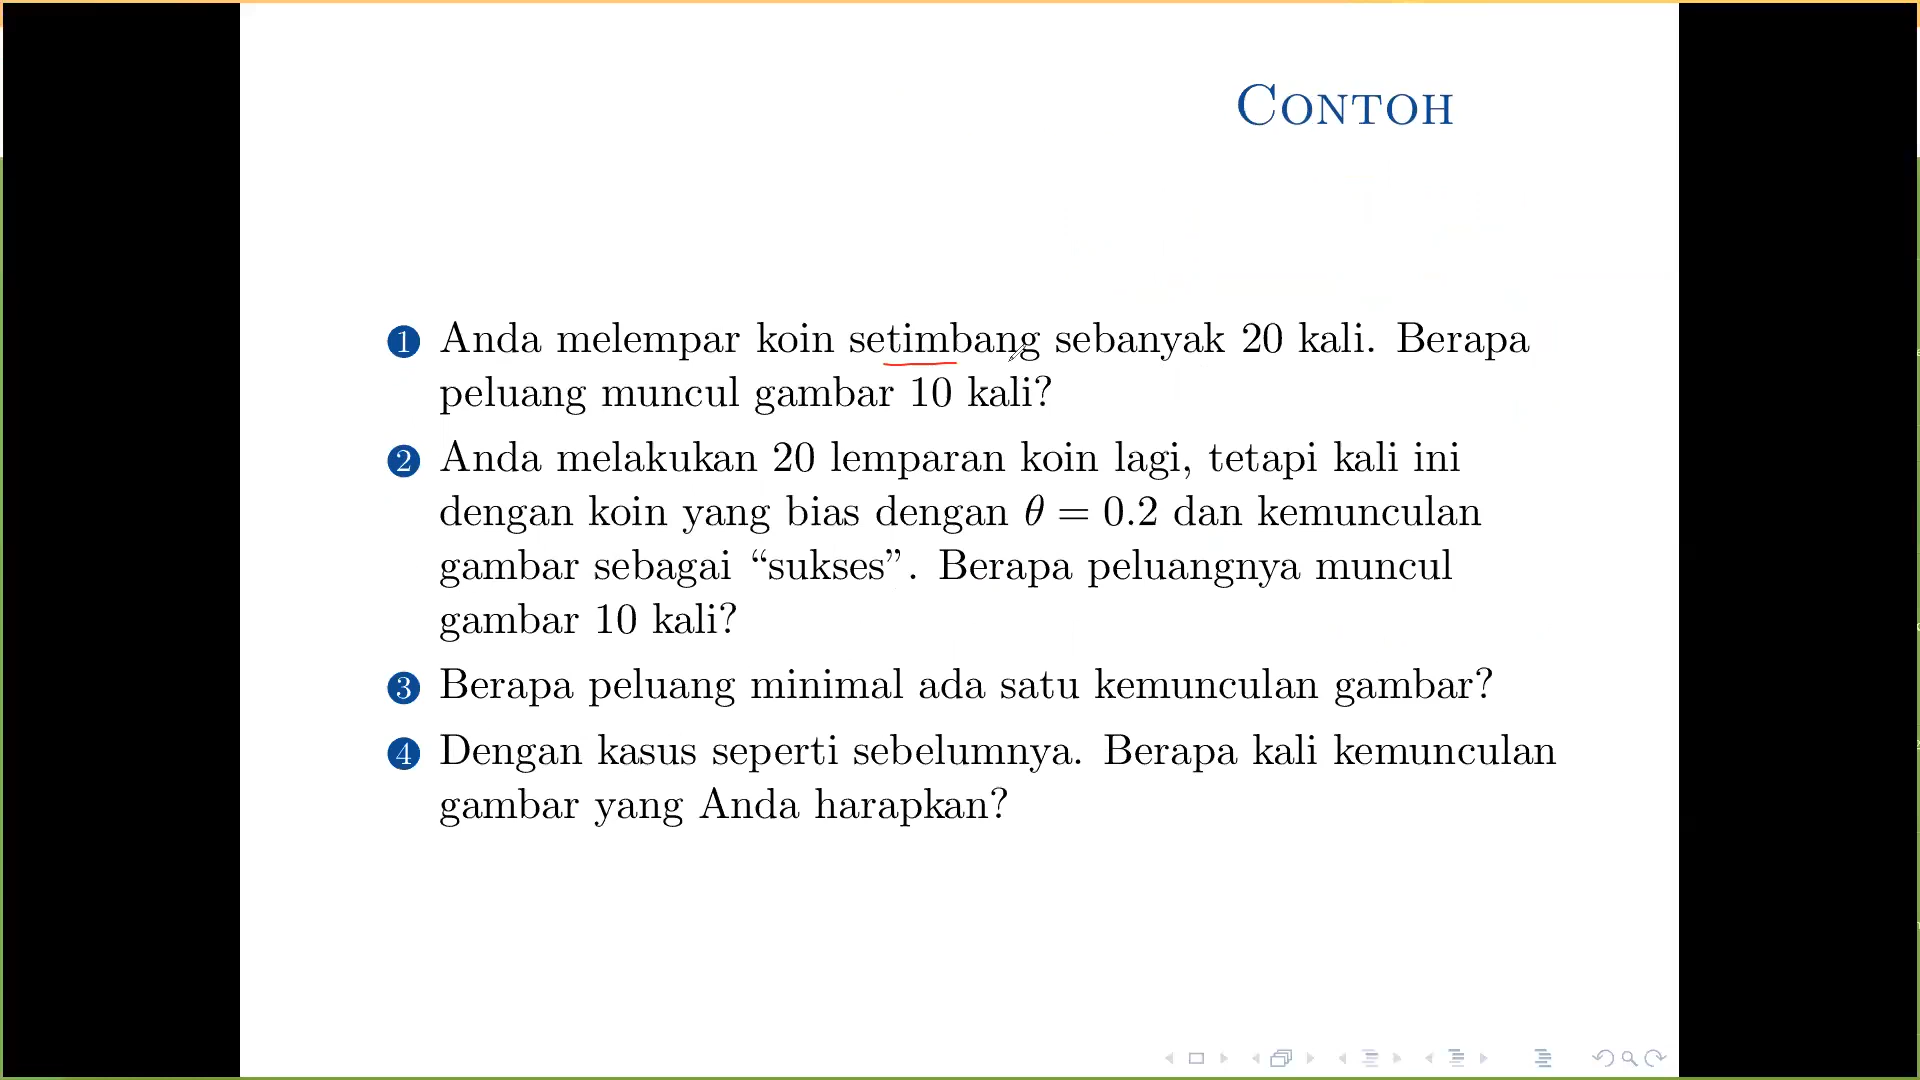 CONTOH
1 Anda melempar koin setimbang sebanyak 20 kali. Berapa
peluang muncul gambar 10 kali?
2 Anda melakukan 20 lemparan koin lagi, tetapi kali ini
dengan koin yang bias dengan θ = 0.2 dan kemunculan
gambar sebagai “sukses”. Berapa peluangnya muncul
gambar 10 kali?
3 Berapa peluang minimal ada satu kemunculan gambar?
4 Dengan kasus seperti sebelumnya. Berapa kali kemunculan
gambar yang Anda harapkan?